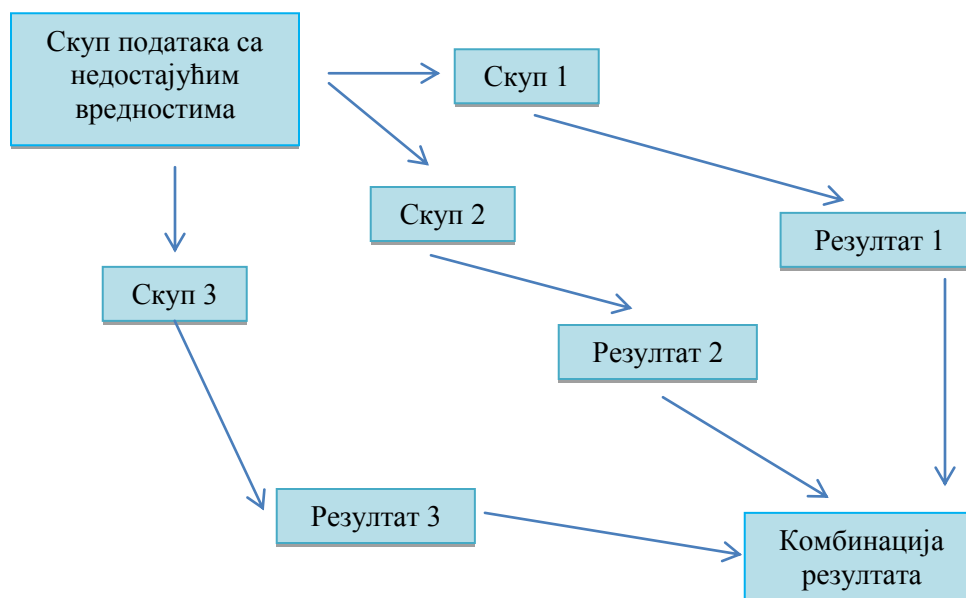 Скуп података са
недостајућим
вредностима
Скуп 1
Скуп 2
Резултат 1
Скуп 3
Резултат 2
Резултат 3
Комбинација
резултата